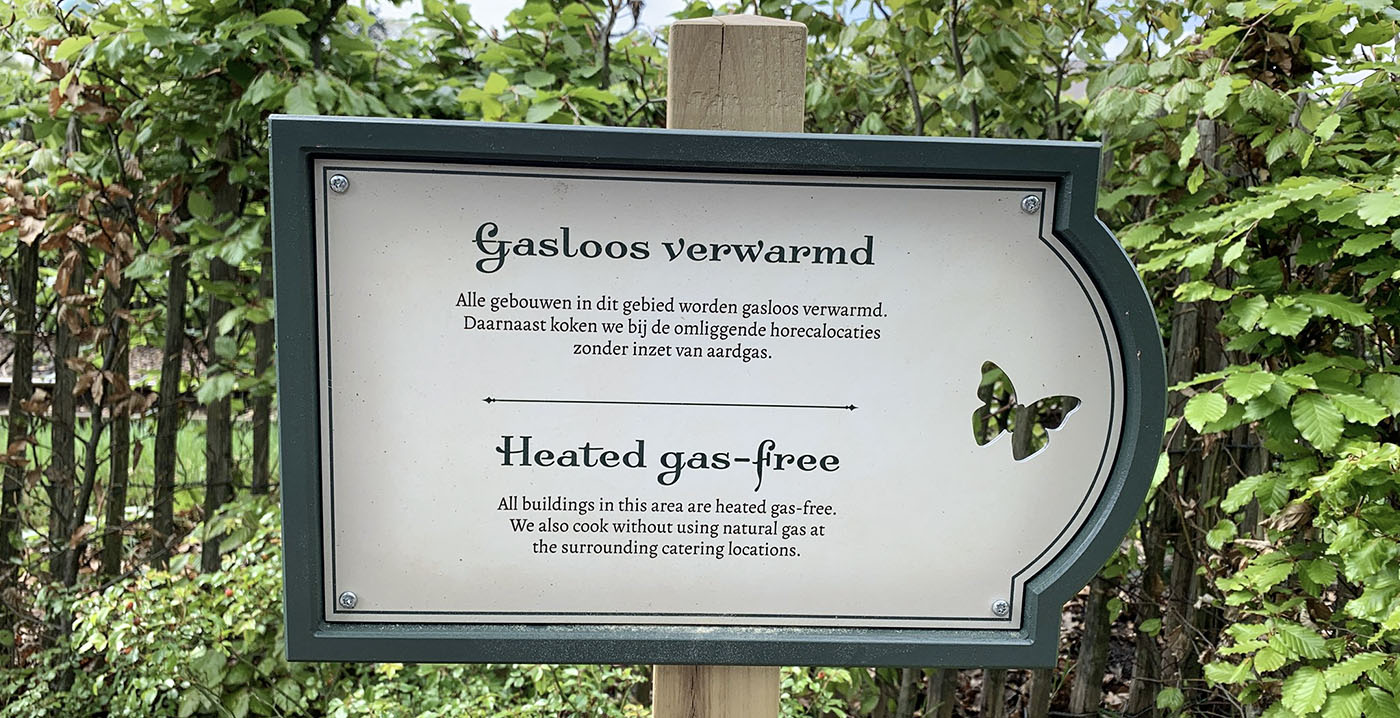 Gasloos verwarmd
Alle gebouwen in dit gebied worden gasloos verwarmd.
Daarnaast koken we bij de omliggende horecalocaties
zonder inzet van aardgas.
Heated gas-free
All buildings in this area are heated gas-free.
We also cook without using natural gas at
the surrounding catering locations.